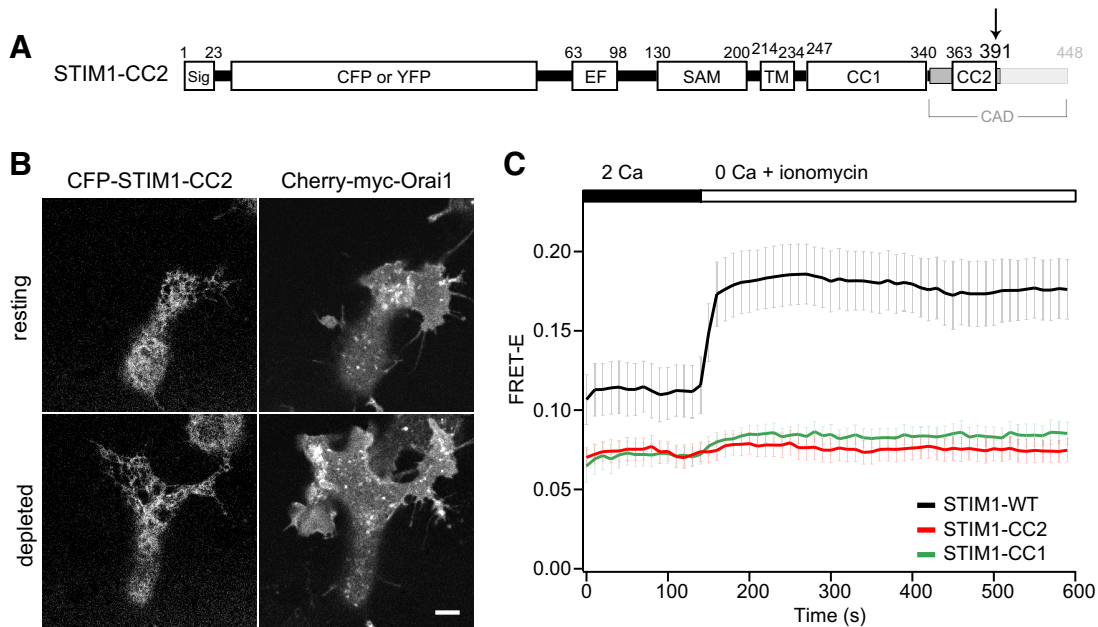 A
STIM1-CC2
1 23 63 98 130 200 214 234 247 340 363 391 448
Sig CFP or YFP EF SAM TM CC1 CC2
CAD
B
CFP-STIM1-CC2 Cherry-myc-Orai1
resting
depleted
C
2 Ca 0 Ca + ionomycin
FRET-E
0.20
0.15
0.10
0.05
0.00
STIM1-WT
STIM1-CC2
STIM1-CC1
0 100 200 300 400 500 600
Time (s)